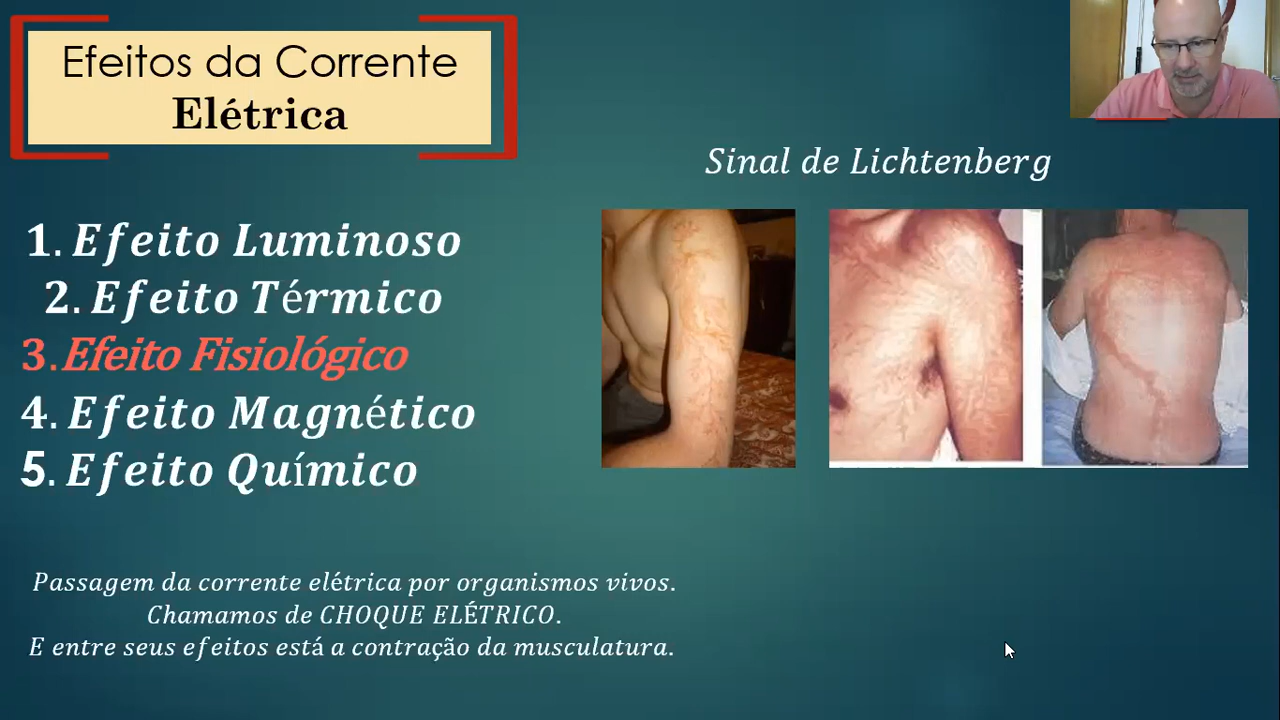 Efeitos da Corrente
Elétrica
Sinal de Lichtenberg
1. Efeito Luminoso
2. Efeito Térmico
3.Efeito Fisiológico
4. Efeito Magnético
5. Efeito Químico
Passagem da corrente elétrica por organismos vivos.
Chamamos de CHOQUE ELÉTRICO.
E entre seus efeitos está a contração da musculatura.